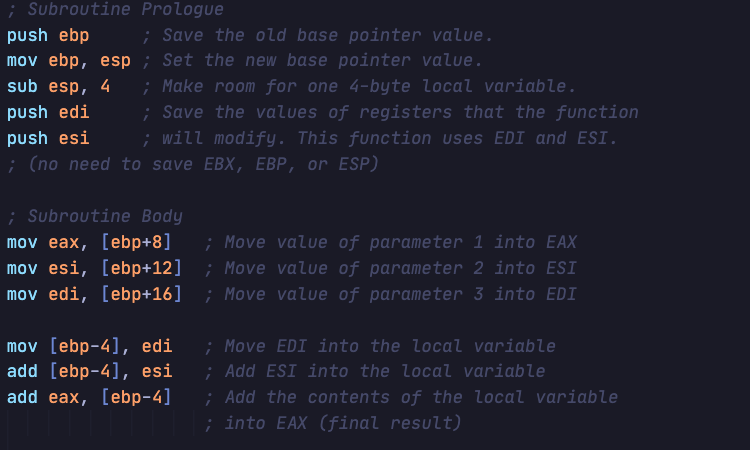 ; Subroutine Prologue
push ebp     ; Save the old base pointer value.
mov ebp, esp ; Set the new base pointer value.
sub esp, 4   ; Make room for one 4-byte local variable.
push edi     ; Save the values of registers that the function
push esi     ; will modify. This function uses EDI and ESI.
; (no need to save EBX, EBP, or ESP)

; Subroutine Body
mov eax, [ebp+8]   ; Move value of parameter 1 into EAX
mov esi, [ebp+12]  ; Move value of parameter 2 into ESI
mov edi, [ebp+16]  ; Move value of parameter 3 into EDI

mov [ebp-4], edi   ; Move EDI into the local variable
add [ebp-4], esi   ; Add ESI into the local variable
add eax, [ebp-4]   ; Add the contents of the local variable
                   ; into EAX (final result)